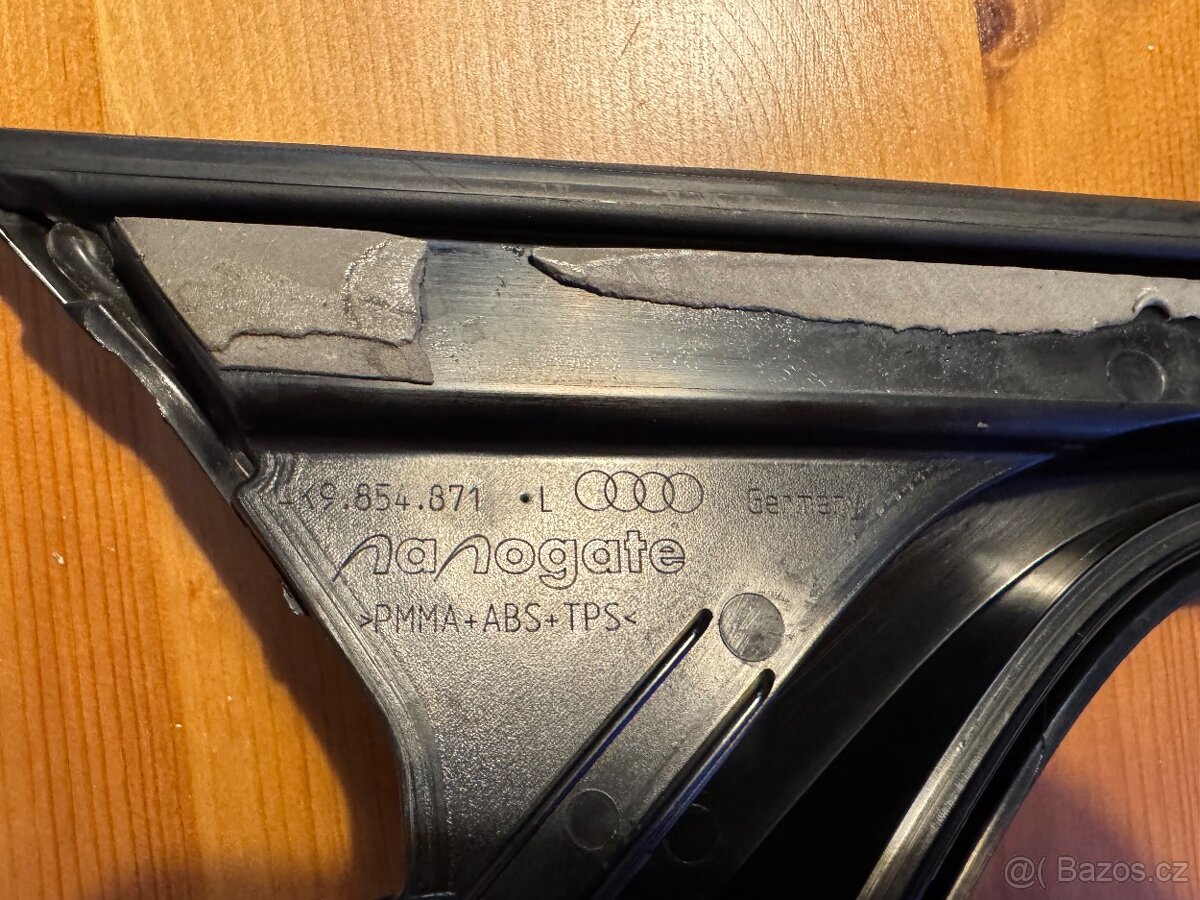 4K9.854.871 •L Germany
nanogate
>PMMA+ABS+TPS<
@( Bazos.cz